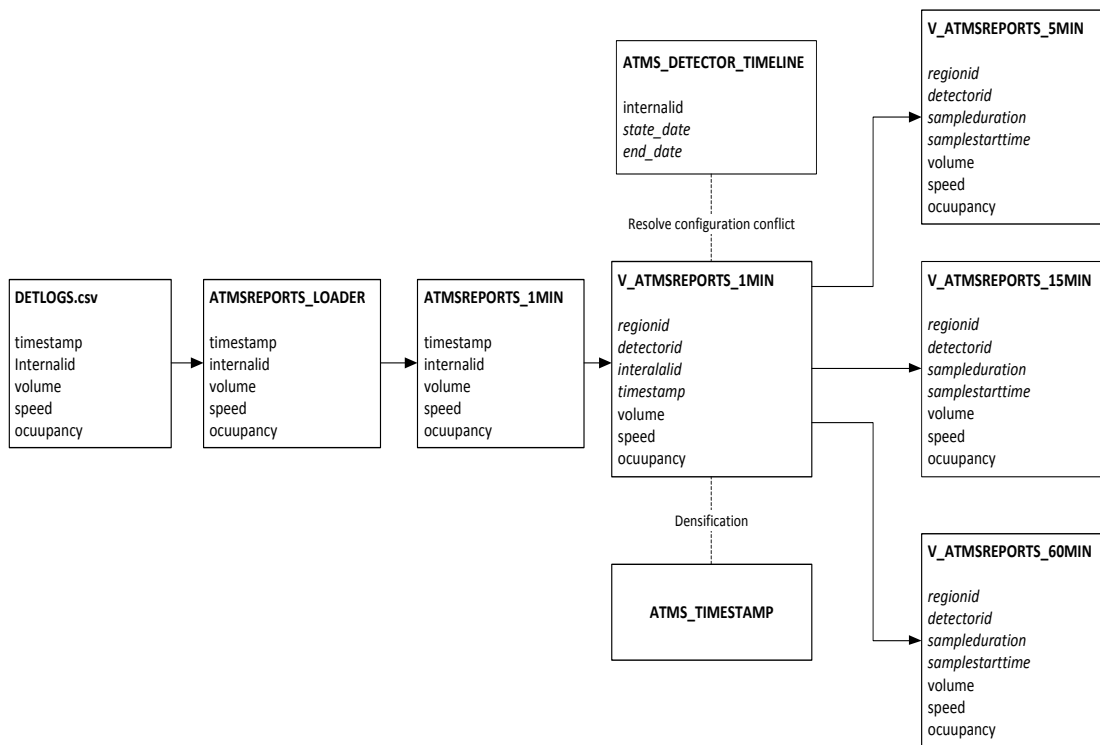 DETLOGS.csv
timestamp
Internalid
volume
speed
ocuupancy
ATMSREPORTS_LOADER
timestamp
internalid
volume
speed
ocuupancy
ATMSREPORTS_1MIN
timestamp
internalid
volume
speed
ocuupancy
ATMS_DETECTOR_TIMELINE
internalid
state_date
end_date
Resolve configuration conflict
V_ATMSREPORTS_1MIN
regionid
detectorid
interalalid
timestamp
volume
speed
ocuupancy
Densification
ATMS_TIMESTAMP
V_ATMSREPORTS_5MIN
regionid
detectorid
sampleduration
samplestarttime
volume
speed
ocuupancy
V_ATMSREPORTS_15MIN
regionid
detectorid
sampleduration
samplestarttime
volume
speed
ocuupancy
V_ATMSREPORTS_60MIN
regionid
detectorid
sampleduration
samplestarttime
volume
speed
ocuupancy